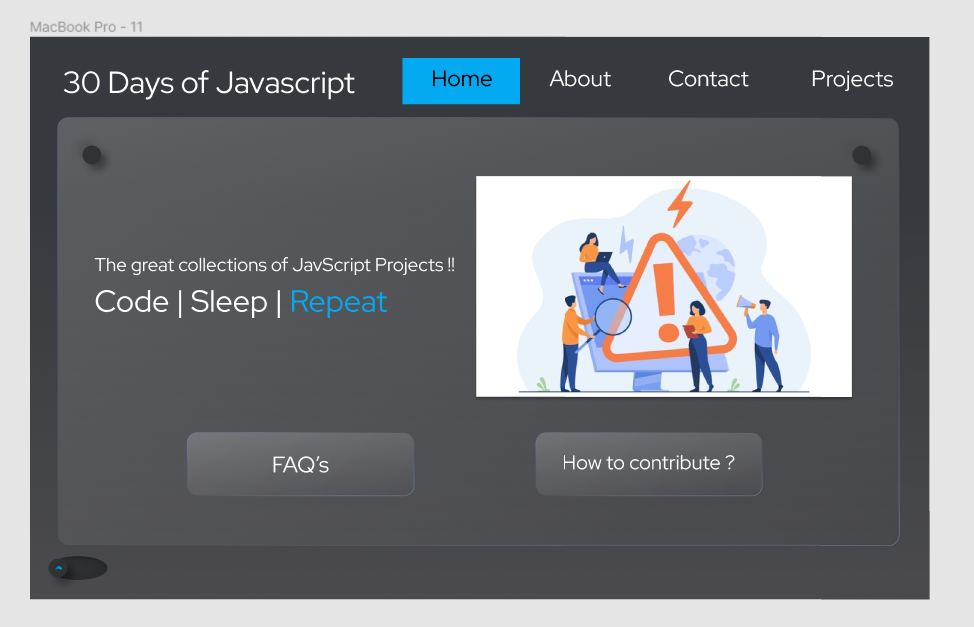 MacBook Pro - 11
30 Days of Javascript
Home
About
Contact
Projects
The great collections of JavScript Projects !!
Code | Sleep | Repeat
FAQ's
How to contribute ?